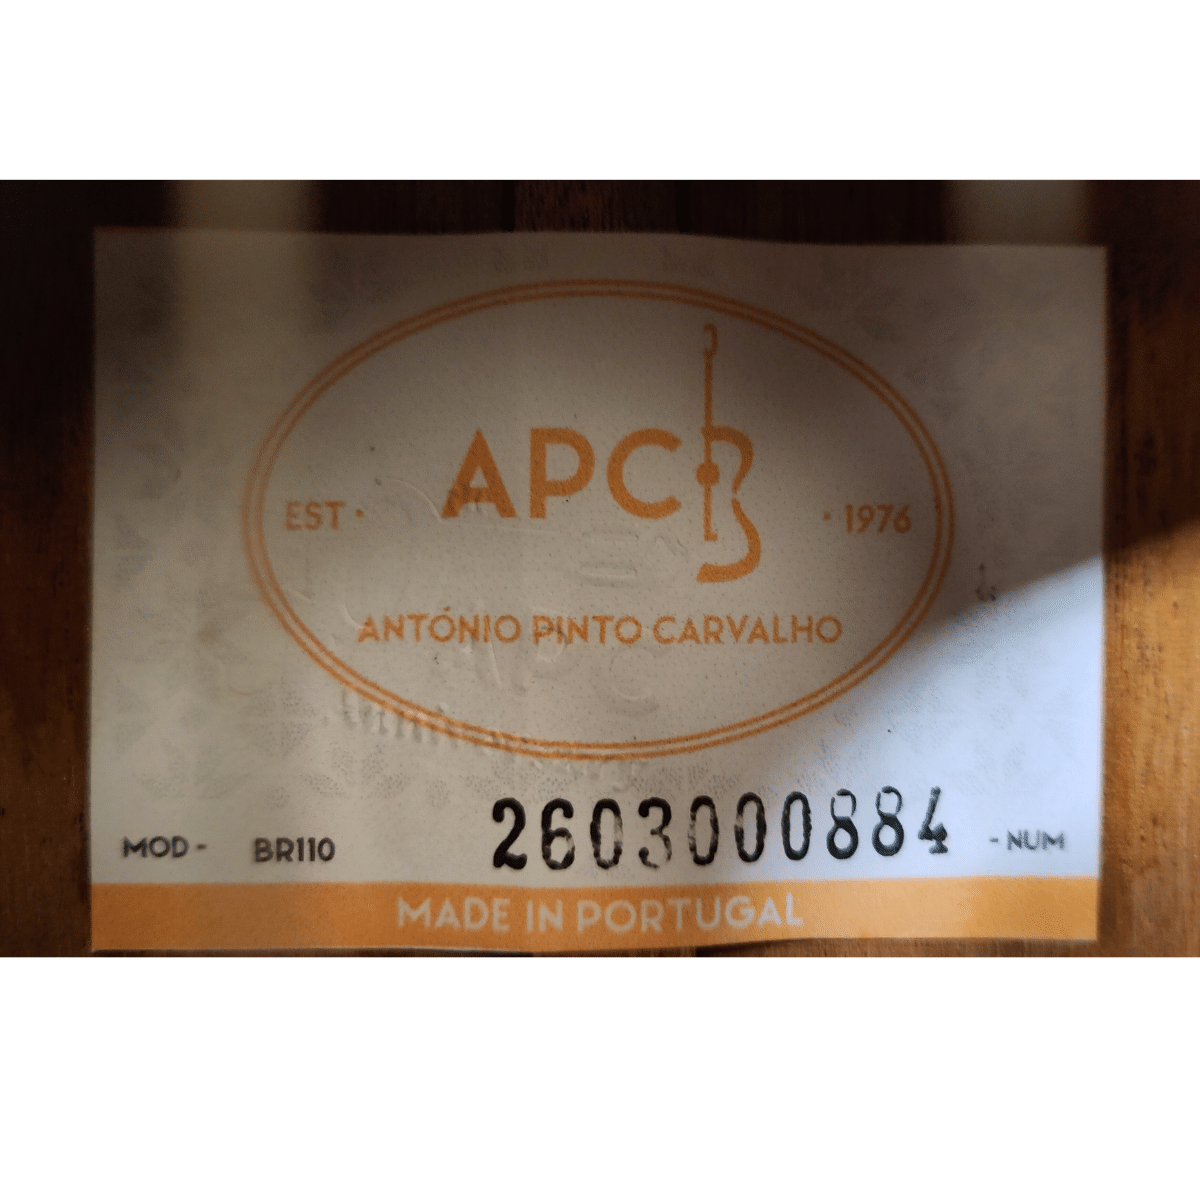 APC
EST · · 1976
ANTÓNIO PINTO CARVALHO
MOD - BR110 2603000884 - NUM
MADE IN PORTUGAL